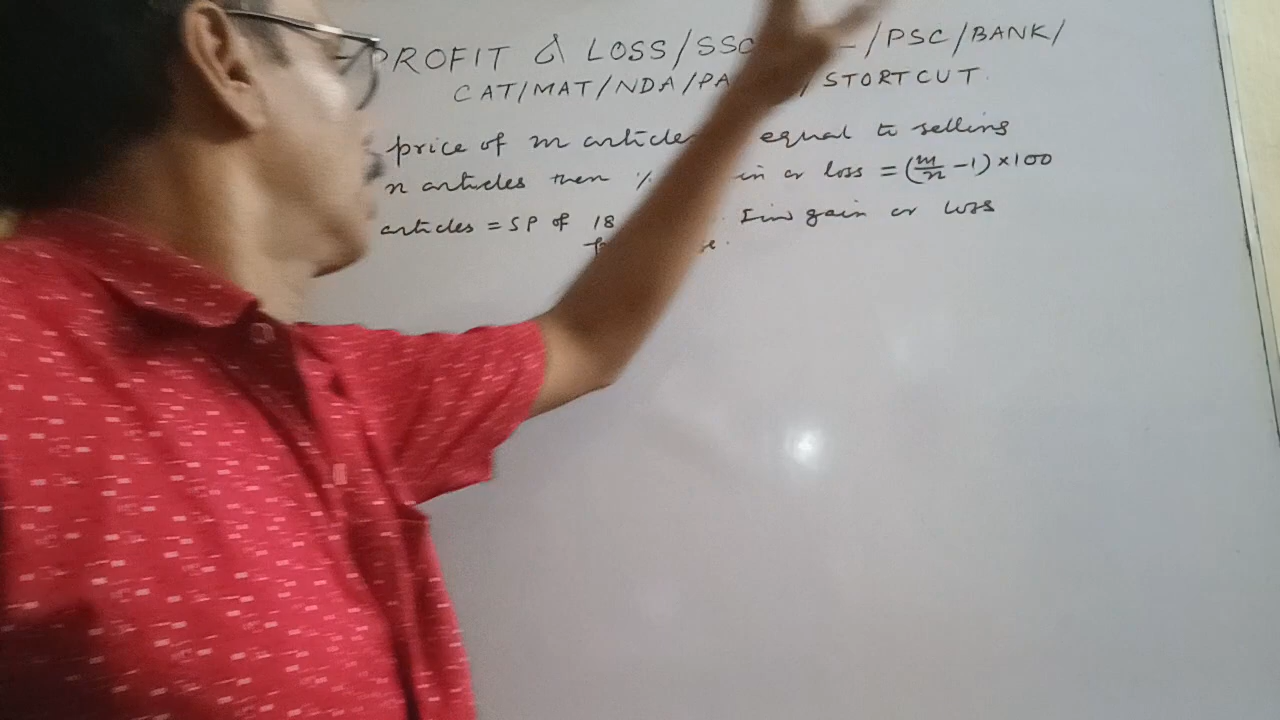 PROFIT & LOSS/SSC /PSC/BANK/
CAT/MAT/NDA/PA /STORTCUT.
price of m articles equal to selling
n articles then % in or loss = (m/n - 1) × 100
articles = SP of 18 . Find gain or loss